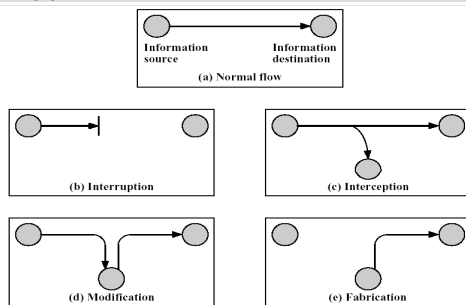 Information Information
source destination
(a) Normal flow
(b) Interruption
(c) Interception
(d) Modification
(e) Fabrication